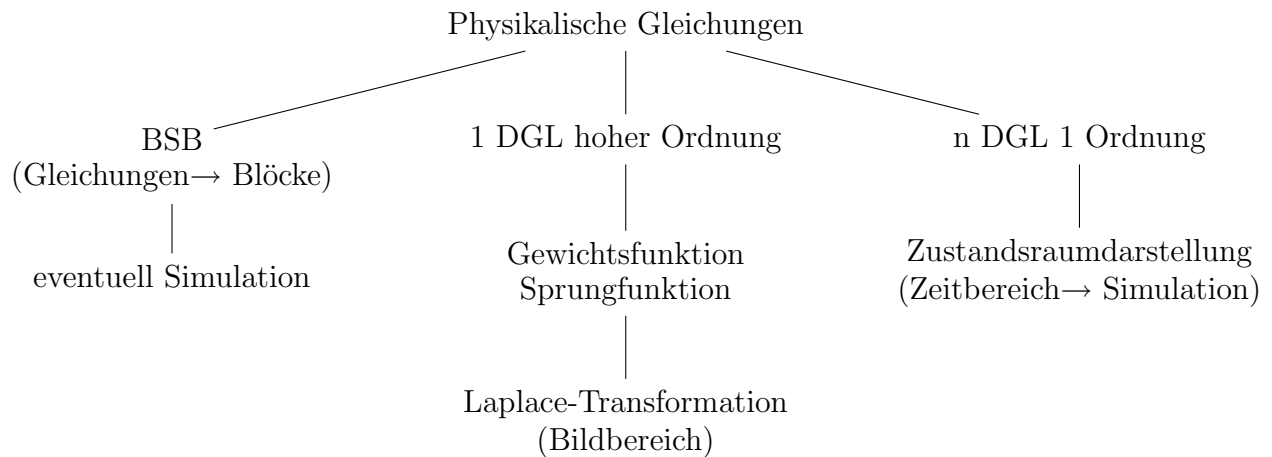 Physikalische Gleichungen
BSB
(Gleichungen→ Blöcke)
eventuell Simulation
1 DGL hoher Ordnung
Gewichtsfunktion
Sprungfunktion
Laplace-Transformation
(Bildbereich)
n DGL 1 Ordnung
Zustandsraumdarstellung
(Zeitbereich→ Simulation)